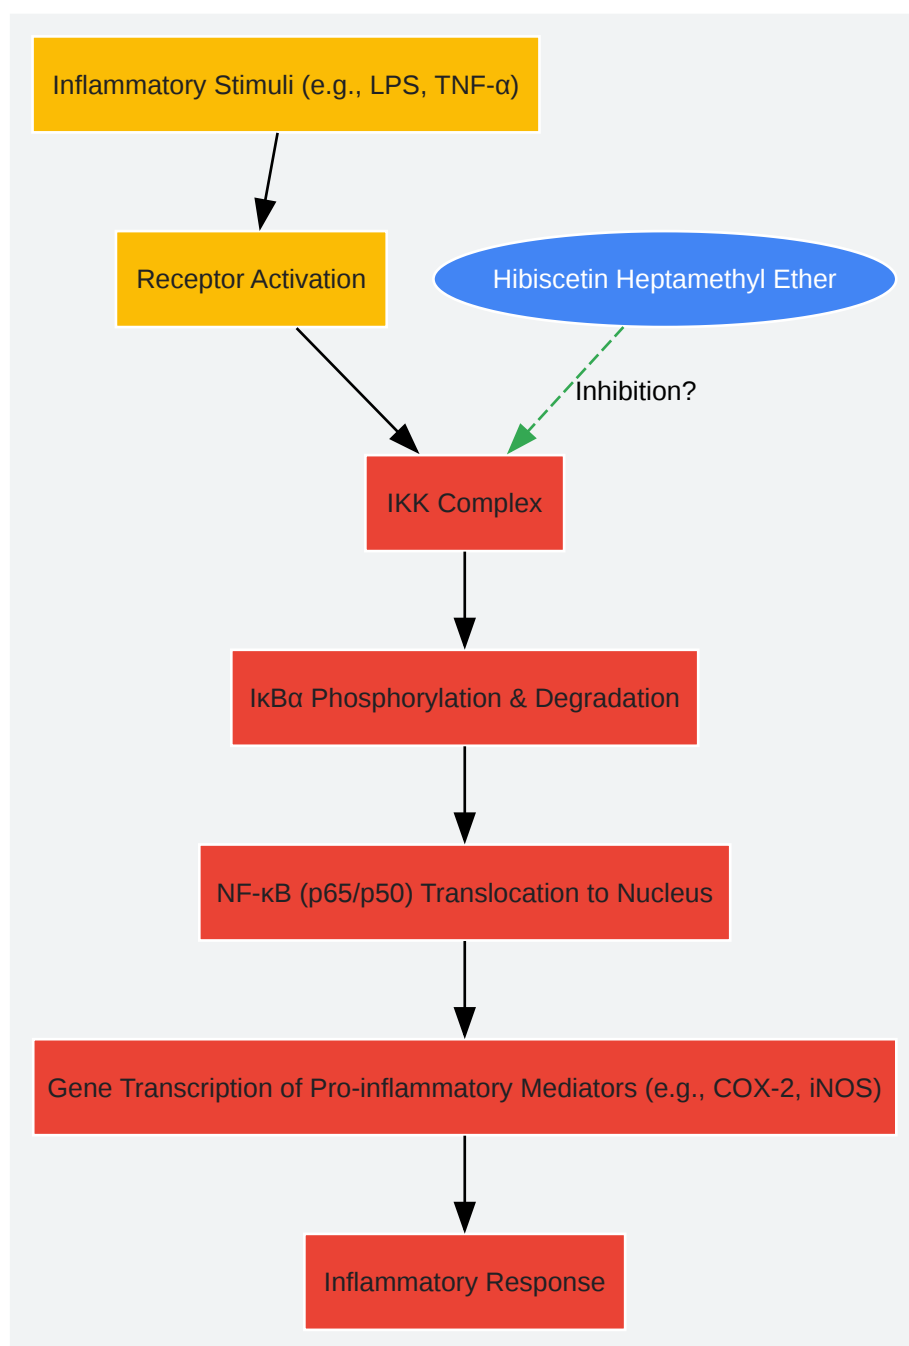 Inflammatory Stimuli (e.g., LPS, TNF-α)
Receptor Activation
Hibiscetin Heptamethyl Ether
Inhibition?
IKK Complex
IκBα Phosphorylation & Degradation
NF-κB (p65/p50) Translocation to Nucleus
Gene Transcription of Pro-inflammatory Mediators (e.g., COX-2, iNOS)
Inflammatory Response